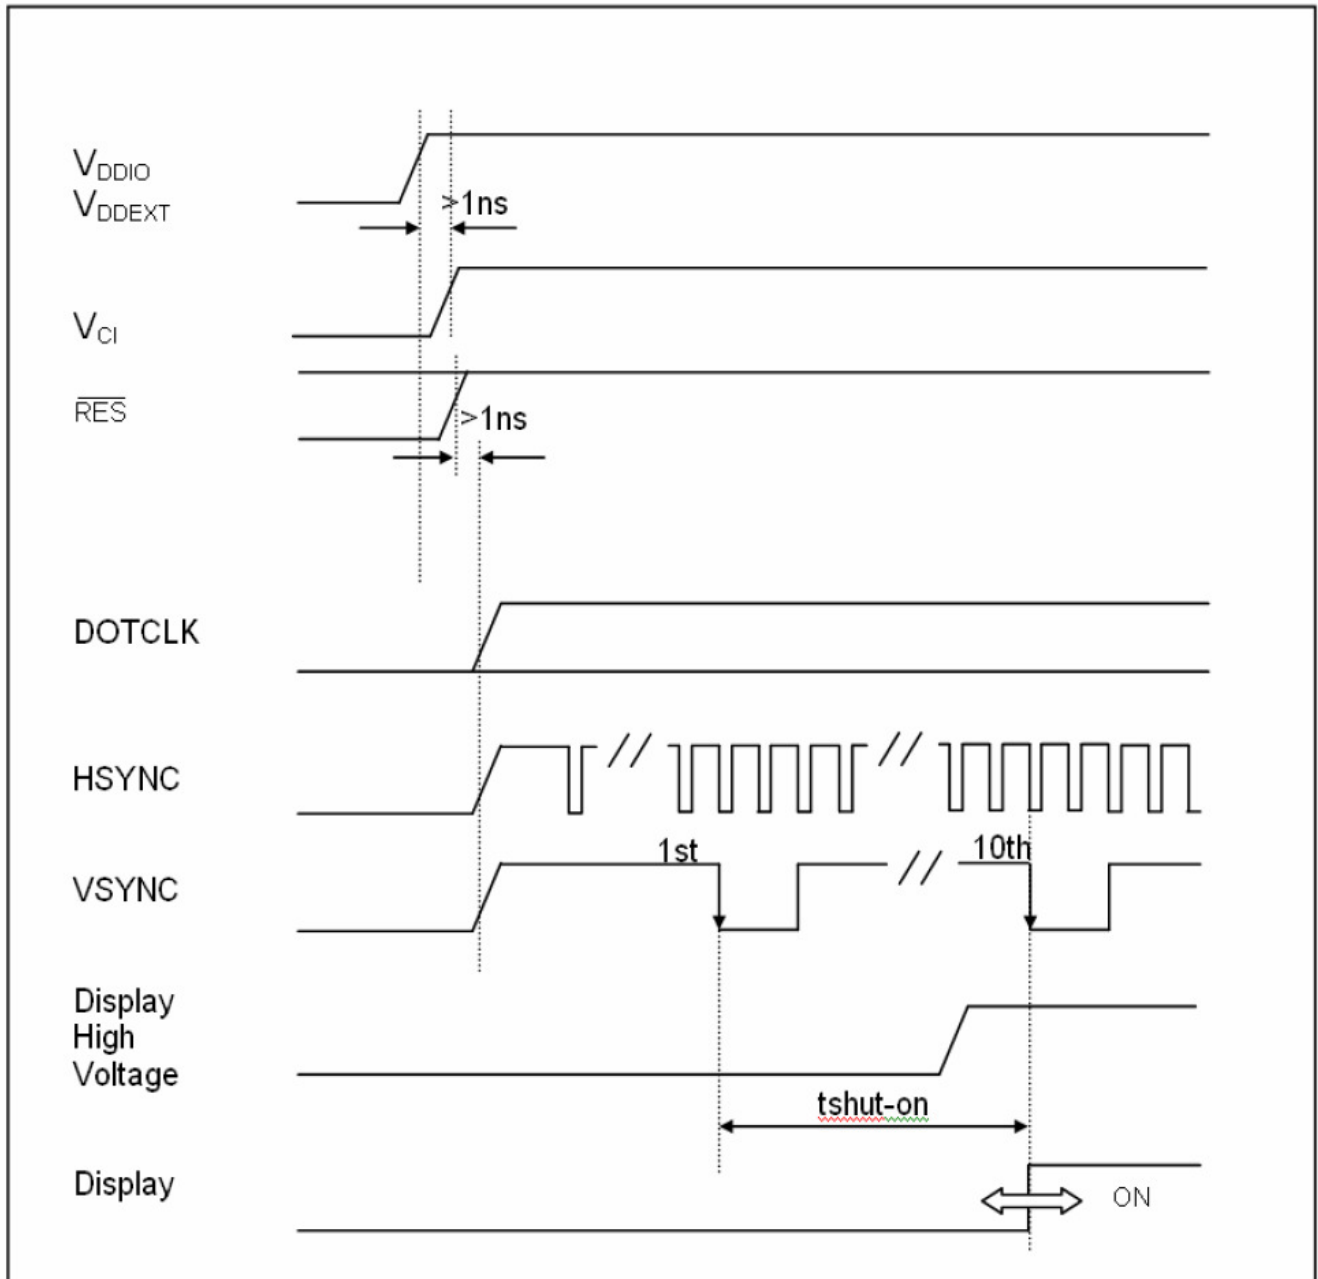 VDDIO
VDDEXT
>1ns
VCI
RES
>1ns
DOTCLK
HSYNC
1st
10th
VSYNC
Display
High
Voltage
tshut-on
Display
ON